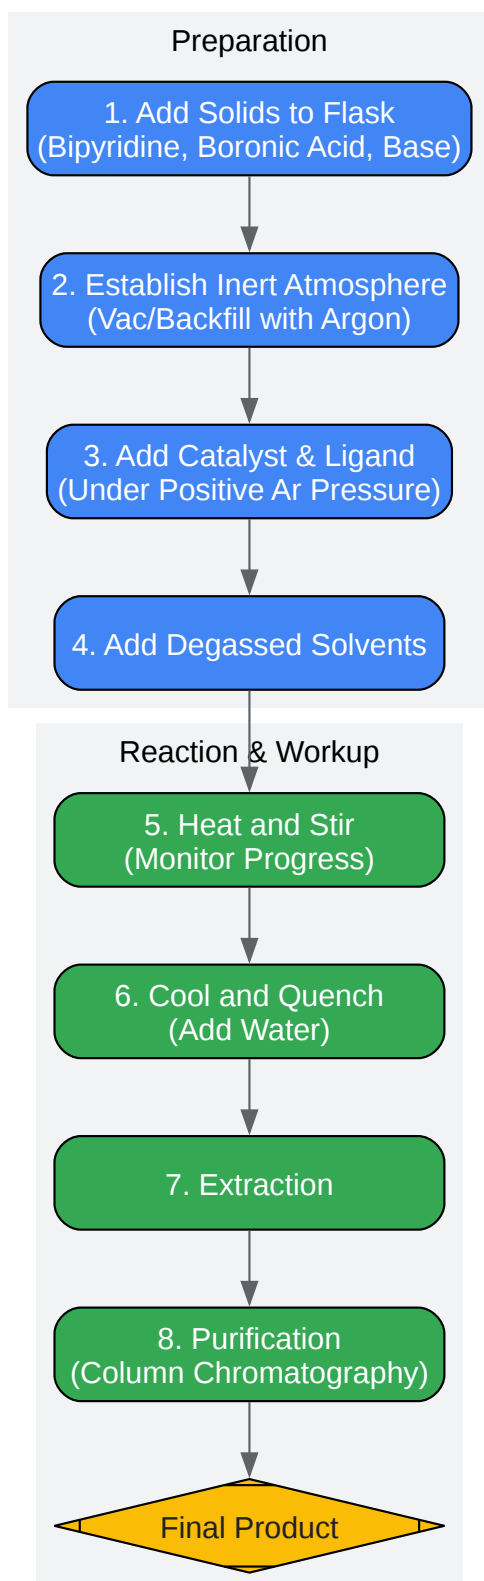 Preparation
1. Add Solids to Flask
(Bipyridine, Boronic Acid, Base)
2. Establish Inert Atmosphere
(Vac/Backfill with Argon)
3. Add Catalyst & Ligand
(Under Positive Ar Pressure)
4. Add Degassed Solvents
Reaction & Workup
5. Heat and Stir
(Monitor Progress)
6. Cool and Quench
(Add Water)
7. Extraction
8. Purification
(Column Chromatography)
Final Product